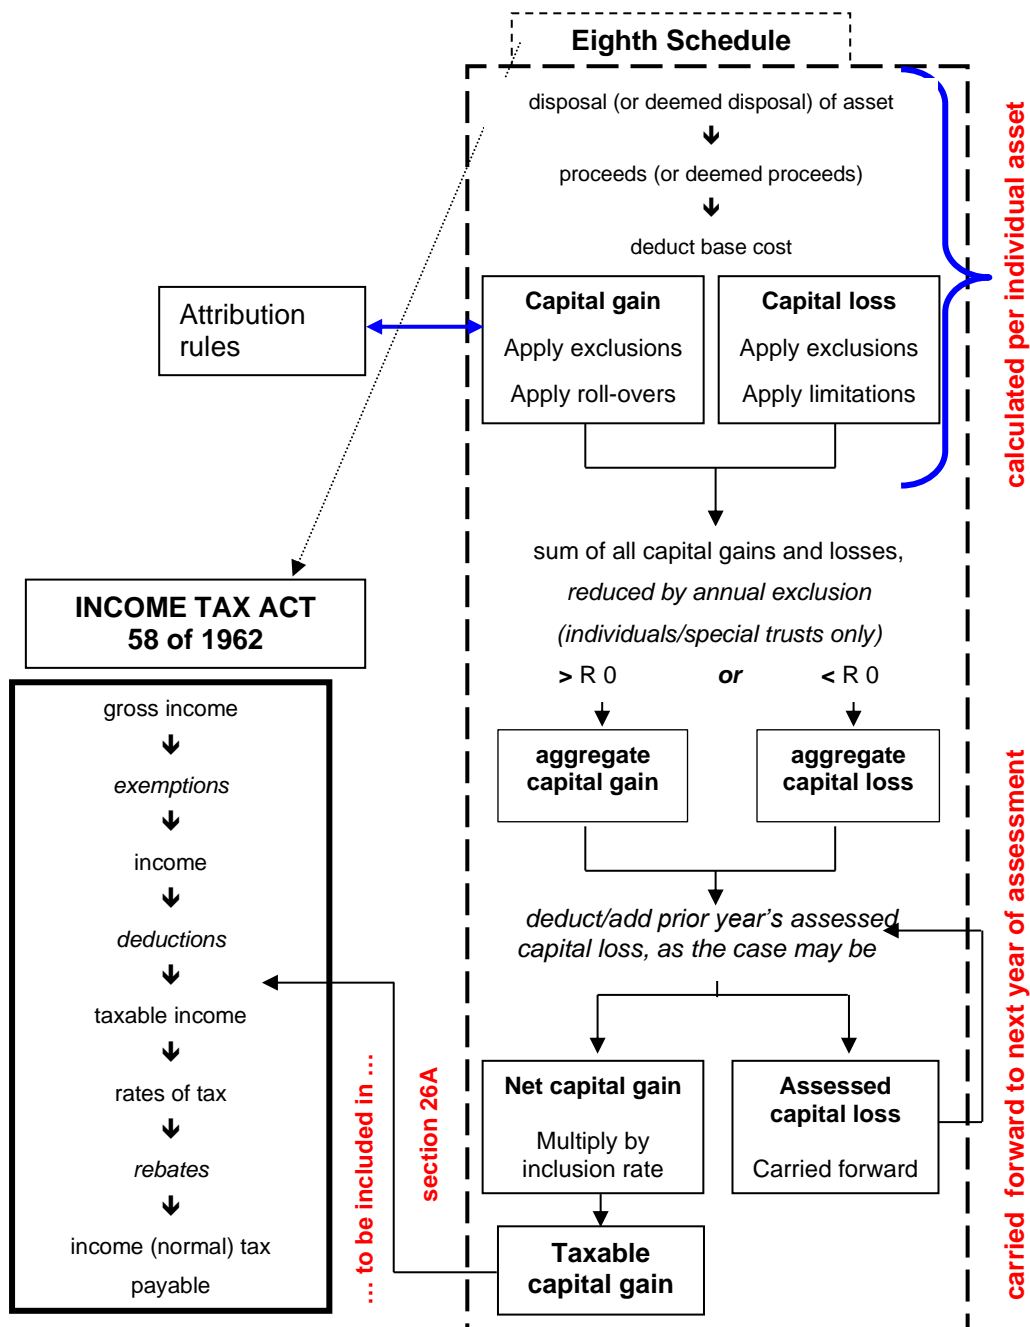 Eighth Schedule
disposal (or deemed disposal) of asset
proceeds (or deemed proceeds)
deduct base cost
calculated per individual asset
Attribution
rules
Capital gain
Apply exclusions
Apply roll-overs
Capital loss
Apply exclusions
Apply limitations
sum of all capital gains and losses,
reduced by annual exclusion
(individuals/special trusts only)
> R 0 or < R 0
aggregate
capital gain
aggregate
capital loss
deduct/add prior year's assessed
capital loss, as the case may be
Net capital gain
Multiply by
inclusion rate
Assessed
capital loss
Carried forward
carried forward to next year of assessment
Taxable
capital gain
section 26A
... to be included in ...
INCOME TAX ACT
58 of 1962
gross income
exemptions
income
deductions
taxable income
rates of tax
rebates
income (normal) tax
payable